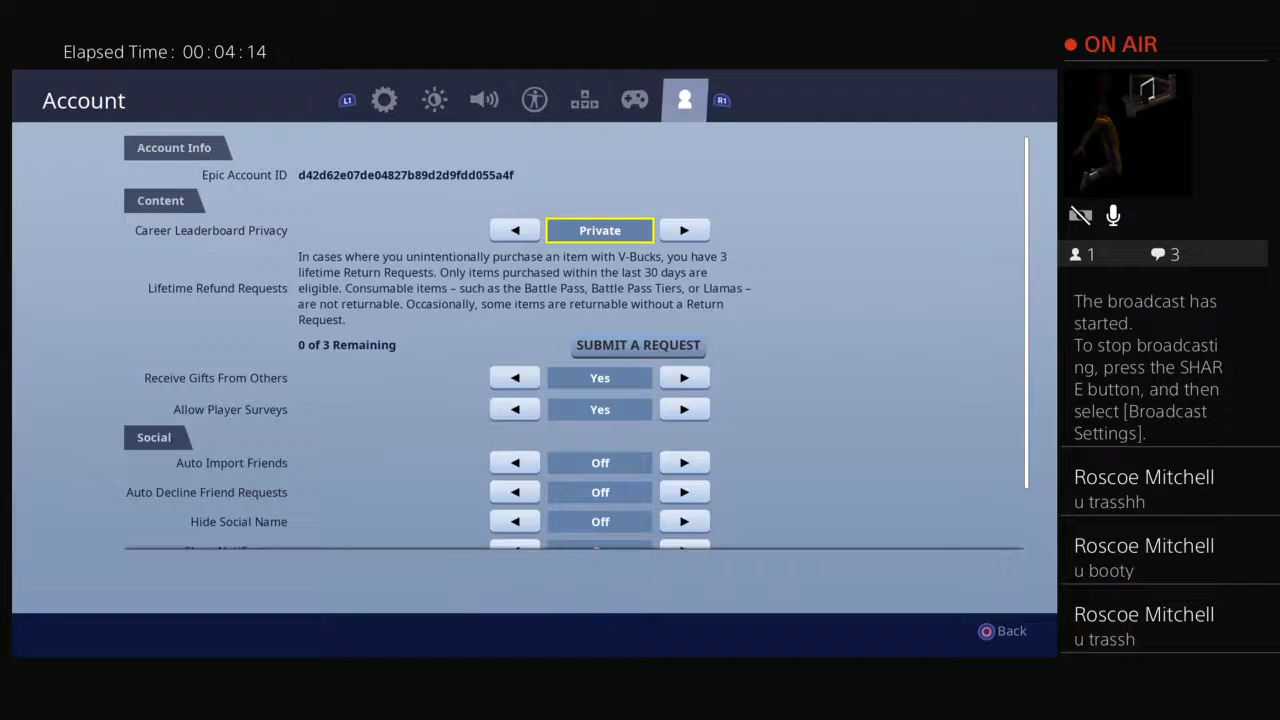 Elapsed Time: 00:04:14
ON AIR
Account
L1
R1
Account Info
Epic Account ID d42d62e07de04827b89d2d9fdd055a4f
Content
Career Leaderboard Privacy Private
In cases where you unintentionally purchase an item with V-Bucks, you have 3
lifetime Return Requests. Only items purchased within the last 30 days are
Lifetime Refund Requests eligible. Consumable items – such as the Battle Pass, Battle Pass Tiers, or Llamas –
are not returnable. Occasionally, some items are returnable without a Return
Request.
0 of 3 Remaining SUBMIT A REQUEST
Receive Gifts From Others Yes
Allow Player Surveys Yes
Social
Auto Import Friends Off
Auto Decline Friend Requests Off
Hide Social Name Off
Back
1 3
The broadcast has
started.
To stop broadcasti
ng, press the SHAR
E button, and then
select [Broadcast
Settings].
Roscoe Mitchell
u trasshh
Roscoe Mitchell
u booty
Roscoe Mitchell
u trassh